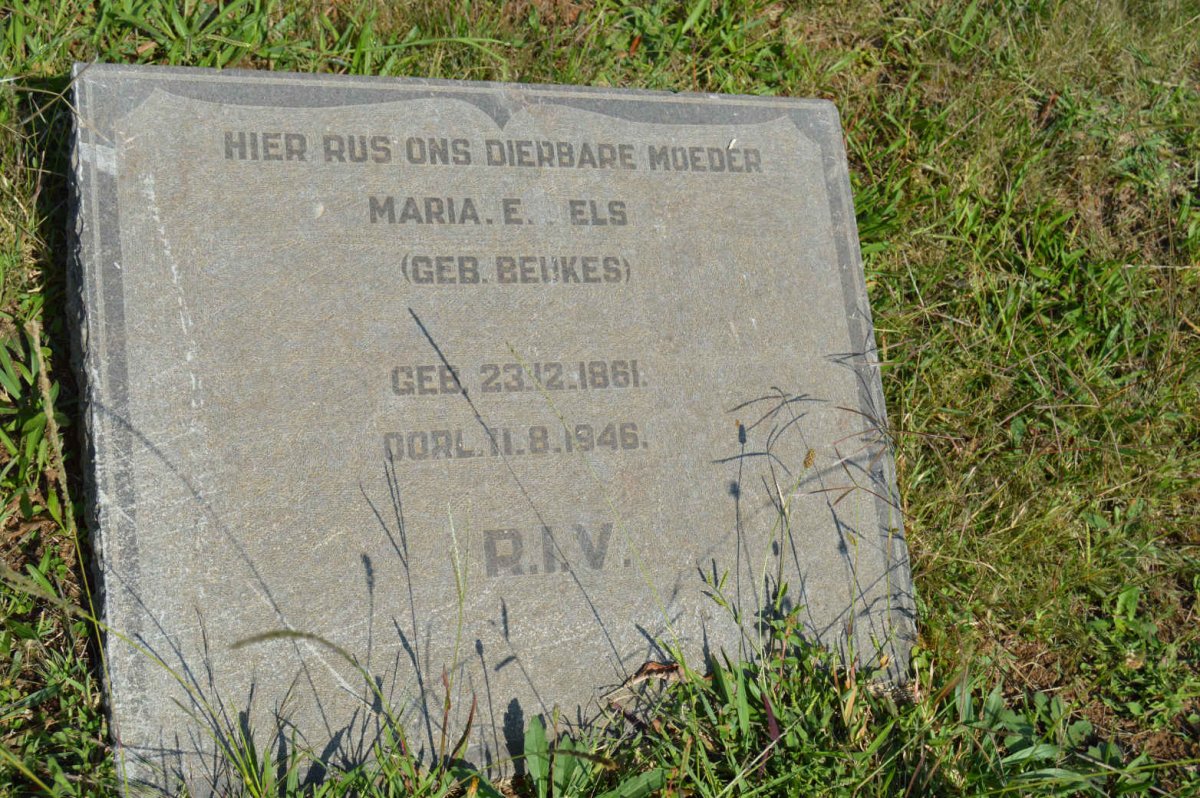 HIER RUS ONS DIERBARE MOEDER
MARIA. E. ELS
(GEB. BEUKES)
GEB. 23.12.1861.
OORL. 11.8.1946.
R.I.V.